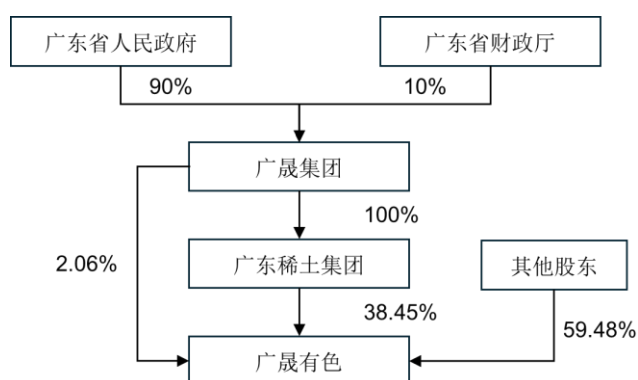 广东省人民政府
广东省财政厅
90%
10%
广晟集团
100%
2.06%
广东稀土集团
其他股东
38.45%
59.48%
广晟有色